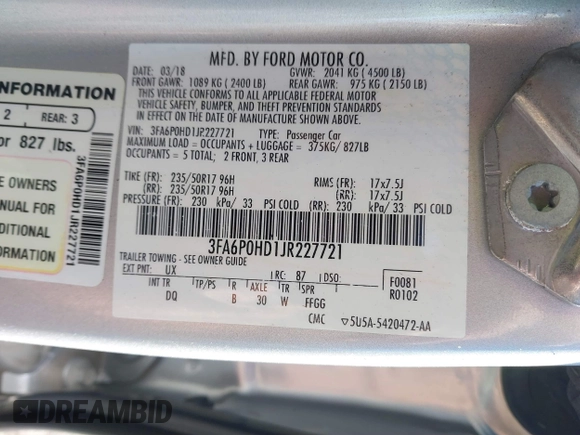 MFD. BY FORD MOTOR CO.
DATE: 03/18 GVWR: 2041 KG ( 4500 LB)
FRONT GAWR: 1089 KG ( 2400 LB) REAR GAWR: 975 KG ( 2150 LB)
THIS VEHICLE CONFORMS TO ALL APPLICABLE FEDERAL MOTOR
VEHICLE SAFETY, BUMPER, AND THEFT PREVENTION STANDARDS
IN EFFECT ON THE DATE OF MANUFACTURE SHOWN ABOVE.
VIN: 3FA6P0HD1JR227721 TYPE: Passenger Car
MAXIMUM LOAD = OCCUPANTS + LUGGAGE = 375KG/ 827LB
OCCUPANTS = 5 TOTAL; 2 FRONT, 3 REAR
TIRE (FR): 235/50R17 96H RIMS (FR): 17x7.5J
(RR): 235/50R17 96H (RR): 17x7.5J
PRESSURE (FR): 230 kPa/ 33 PSI COLD (RR): 230 kPa/ 33 PSI COLD
3FA6P0HD1JR227721
TRAILER TOWING - SEE OWNER GUIDE
EXT PNT: UX RC: 87 DSO: F0081
INT TR TP/PS R AXLE TR SPR R0102
DQ B 30 W FFGG
CMC ▽5U5A-5420472-AA
INFORMATION
2 REAR: 3
or 827 lbs.
E OWNERS
ANUAL FOR
DITIONAL
ORMATION
3FA6P0HD1JR227721
DREAMBID